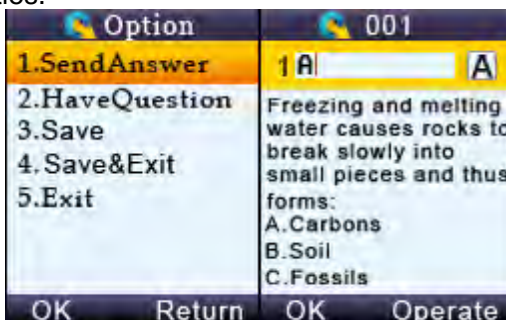 Option
1.SendAnswer
2.HaveQuestion
3.Save
4.Save&Exit
5.Exit
OK Return
001
1 A A
Freezing and melting
water causes rocks to
break slowly into
small pieces and thus
forms:
A.Carbons
B.Soil
C.Fossils
OK Operate